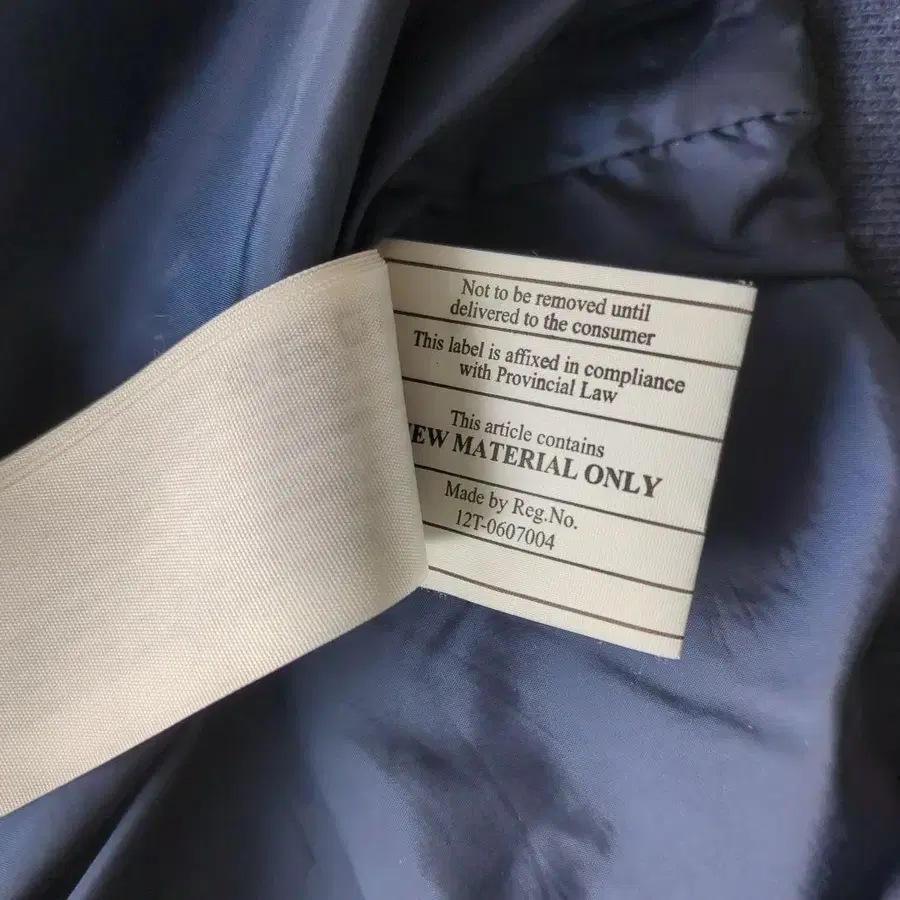 Not to be removed until
delivered to the consumer
This label is affixed in compliance
with Provincial Law
This article contains
EW MATERIAL ONLY
Made by Reg.No.
12T-0607004